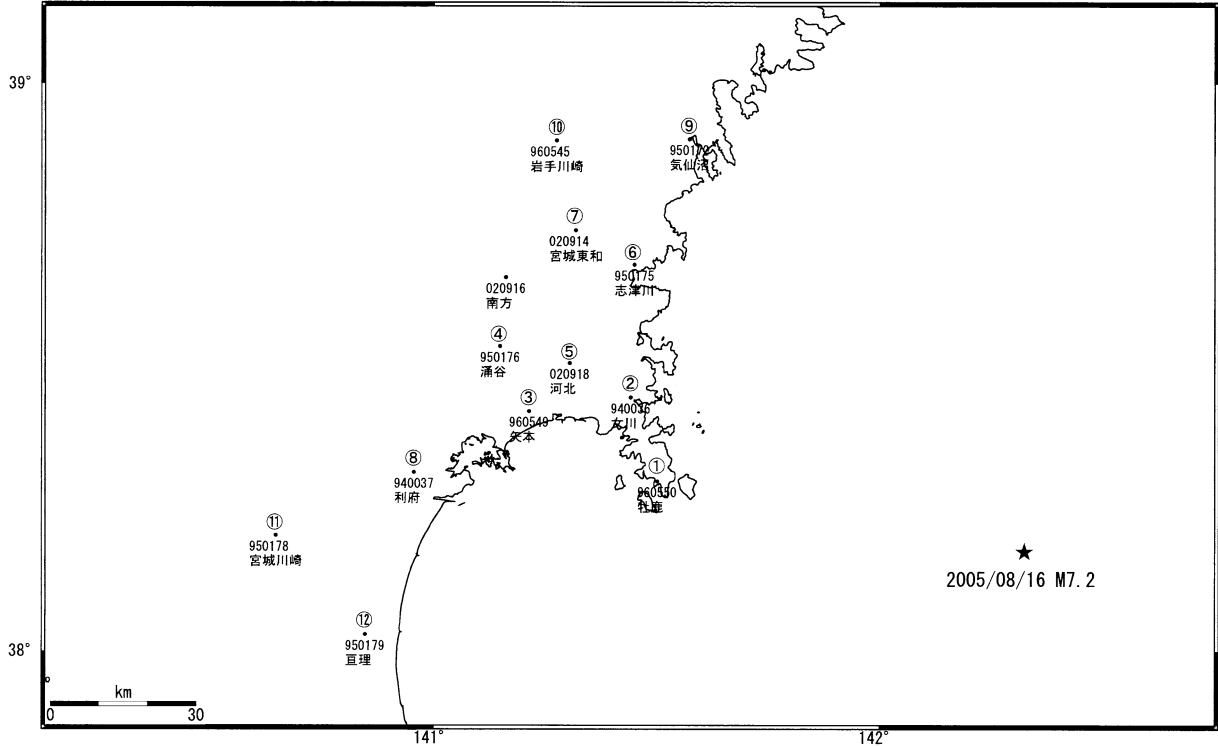 39°
⑩
960545
岩手川崎
⑨
950172
気仙沼
⑦
020914
宮城東和
⑥
950175
志津川
020916
南方
④
950176
涌谷
⑤
020918
河北
③
960549
矢本
②
940036
女川
⑧
940037
利府
①
960550
牡鹿
⑪
950178
宮城川崎
★
2005/08/16 M7.2
⑫
950179
亘理
38°
km
0 30
141°
142°